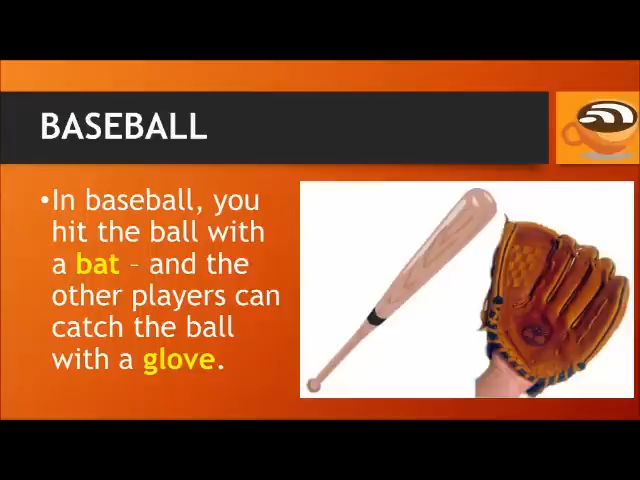 BASEBALL
•In baseball, you
hit the ball with
a bat – and the
other players can
catch the ball
with a glove.